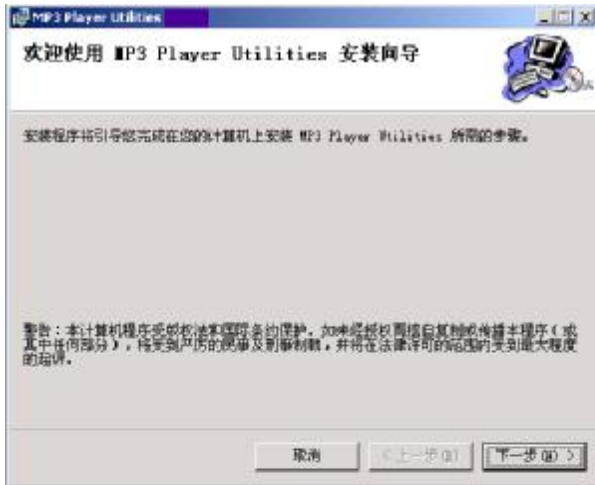 MP3 Player Utilities
欢迎使用 MP3 Player Utilities 安装向导
安装程序将引导您完成在您的计算机上安装 MP3 Player Utilities 所需的步骤。
警告：本计算机程序受版权法和国际条约保护。如未经授权而擅自复制或传播本程序（或
其中任何部分），将受到严厉的民事及刑事制裁，并将在法律许可的范围内受到最大程度
的起诉。
取消
<上一步(B)
下一步(N) >